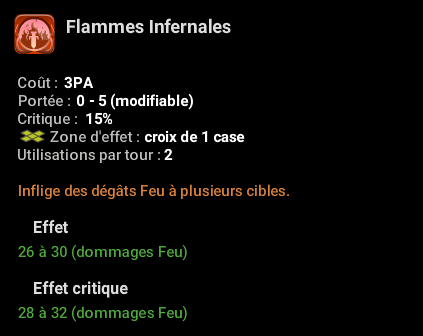 Flammes Infernales
Coût : 3PA
Portée : 0 - 5 (modifiable)
Critique : 15%
Zone d'effet : croix de 1 case
Utilisations par tour : 2
Inflige des dégâts Feu à plusieurs cibles.
Effet
26 à 30 (dommages Feu)
Effet critique
28 à 32 (dommages Feu)